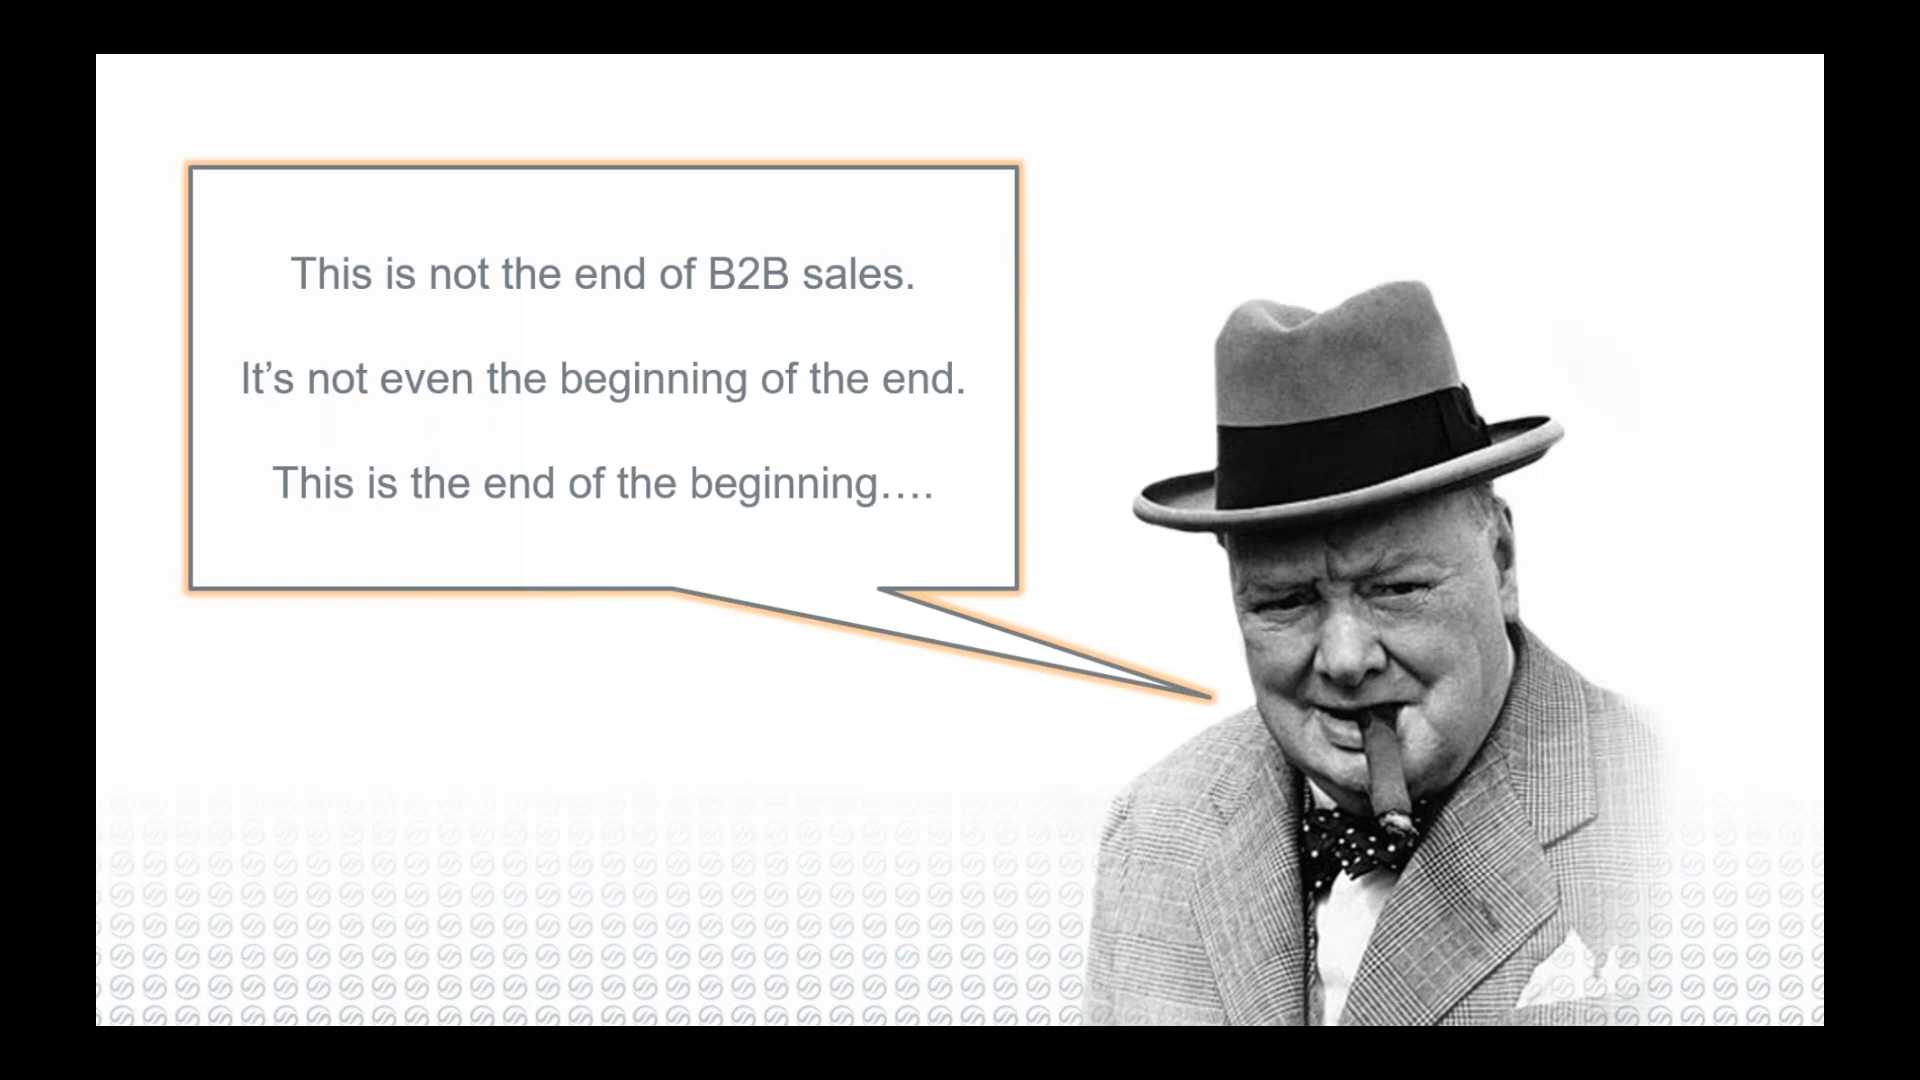 This is not the end of B2B sales.
It’s not even the beginning of the end.
This is the end of the beginning….